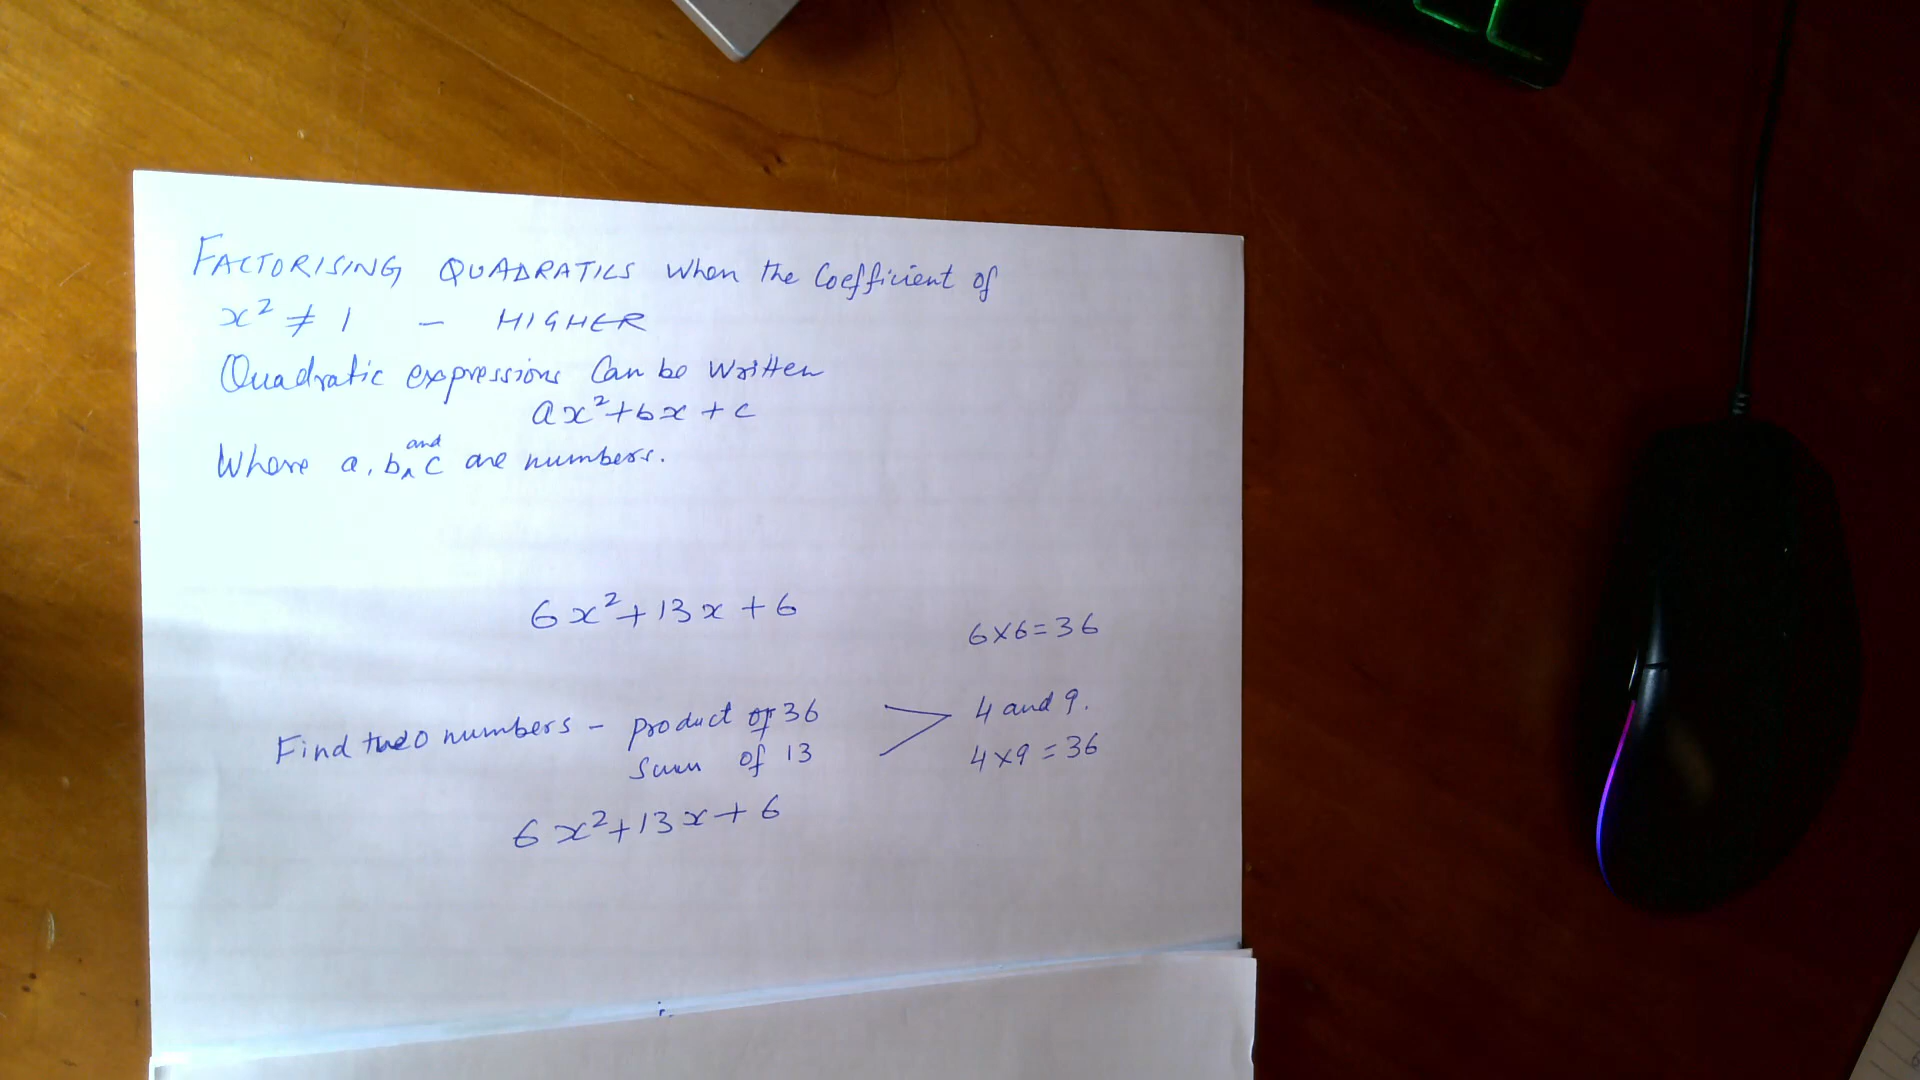 FACTORISING QUADRATICS when the Coefficient of
x² ≠ 1 - HIGHER
Quadratic expressions Can be written
ax² + bx + c
Where a, b and c are numbers.
6x² + 13x + 6
6×6=36
Find two numbers - product of 36
4 and 9.
Sum of 13
4×9=36
6x² + 13x + 6